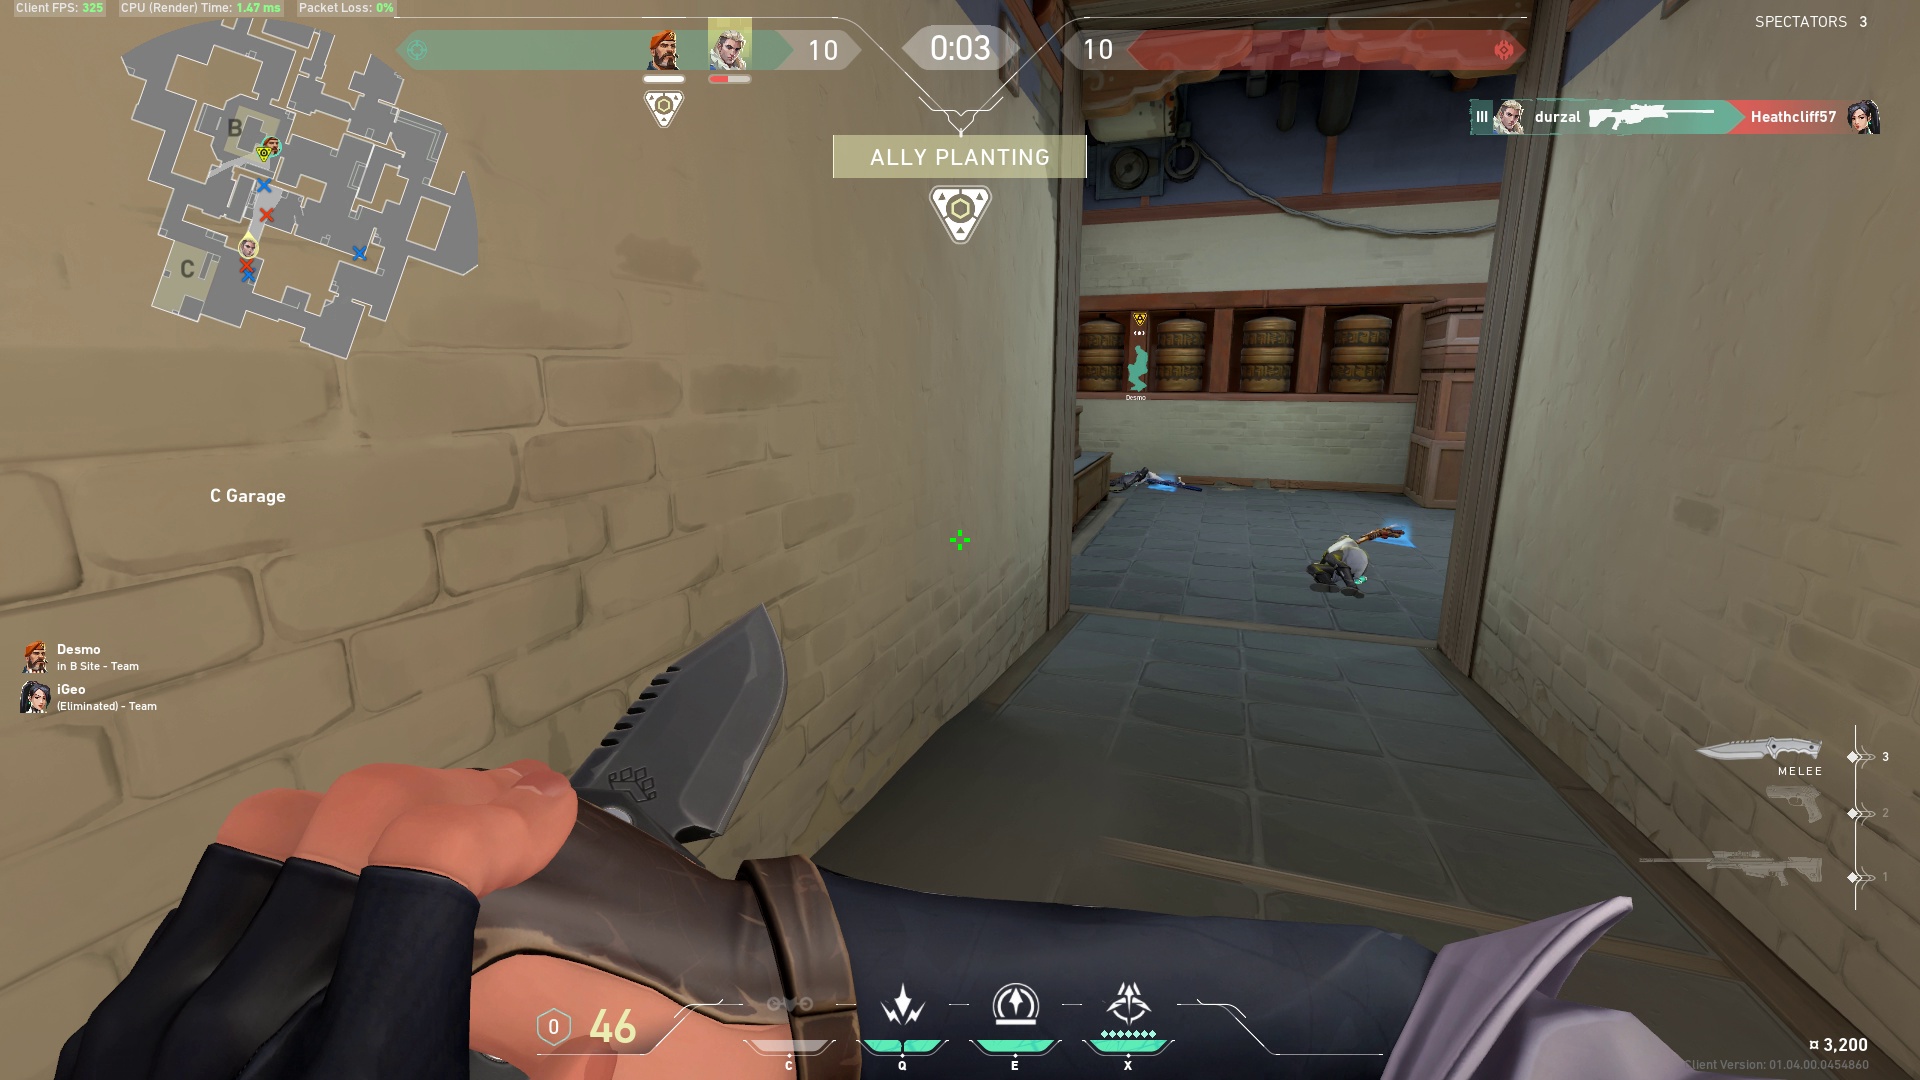 Client FPS: 325 CPU (Render) Time: 1.47 ms Packet Loss: 0%
SPECTATORS 3
10 0:03 10
ALLY PLANTING
III durzal Heathcliff57
B
C
Desmo
C Garage
Desmo
in B Site - Team
iGeo
(Eliminated) - Team
3
MELEE
2
1
0 46
C Q E X
¤ 3,200
Client Version: 01.04.00.0454860